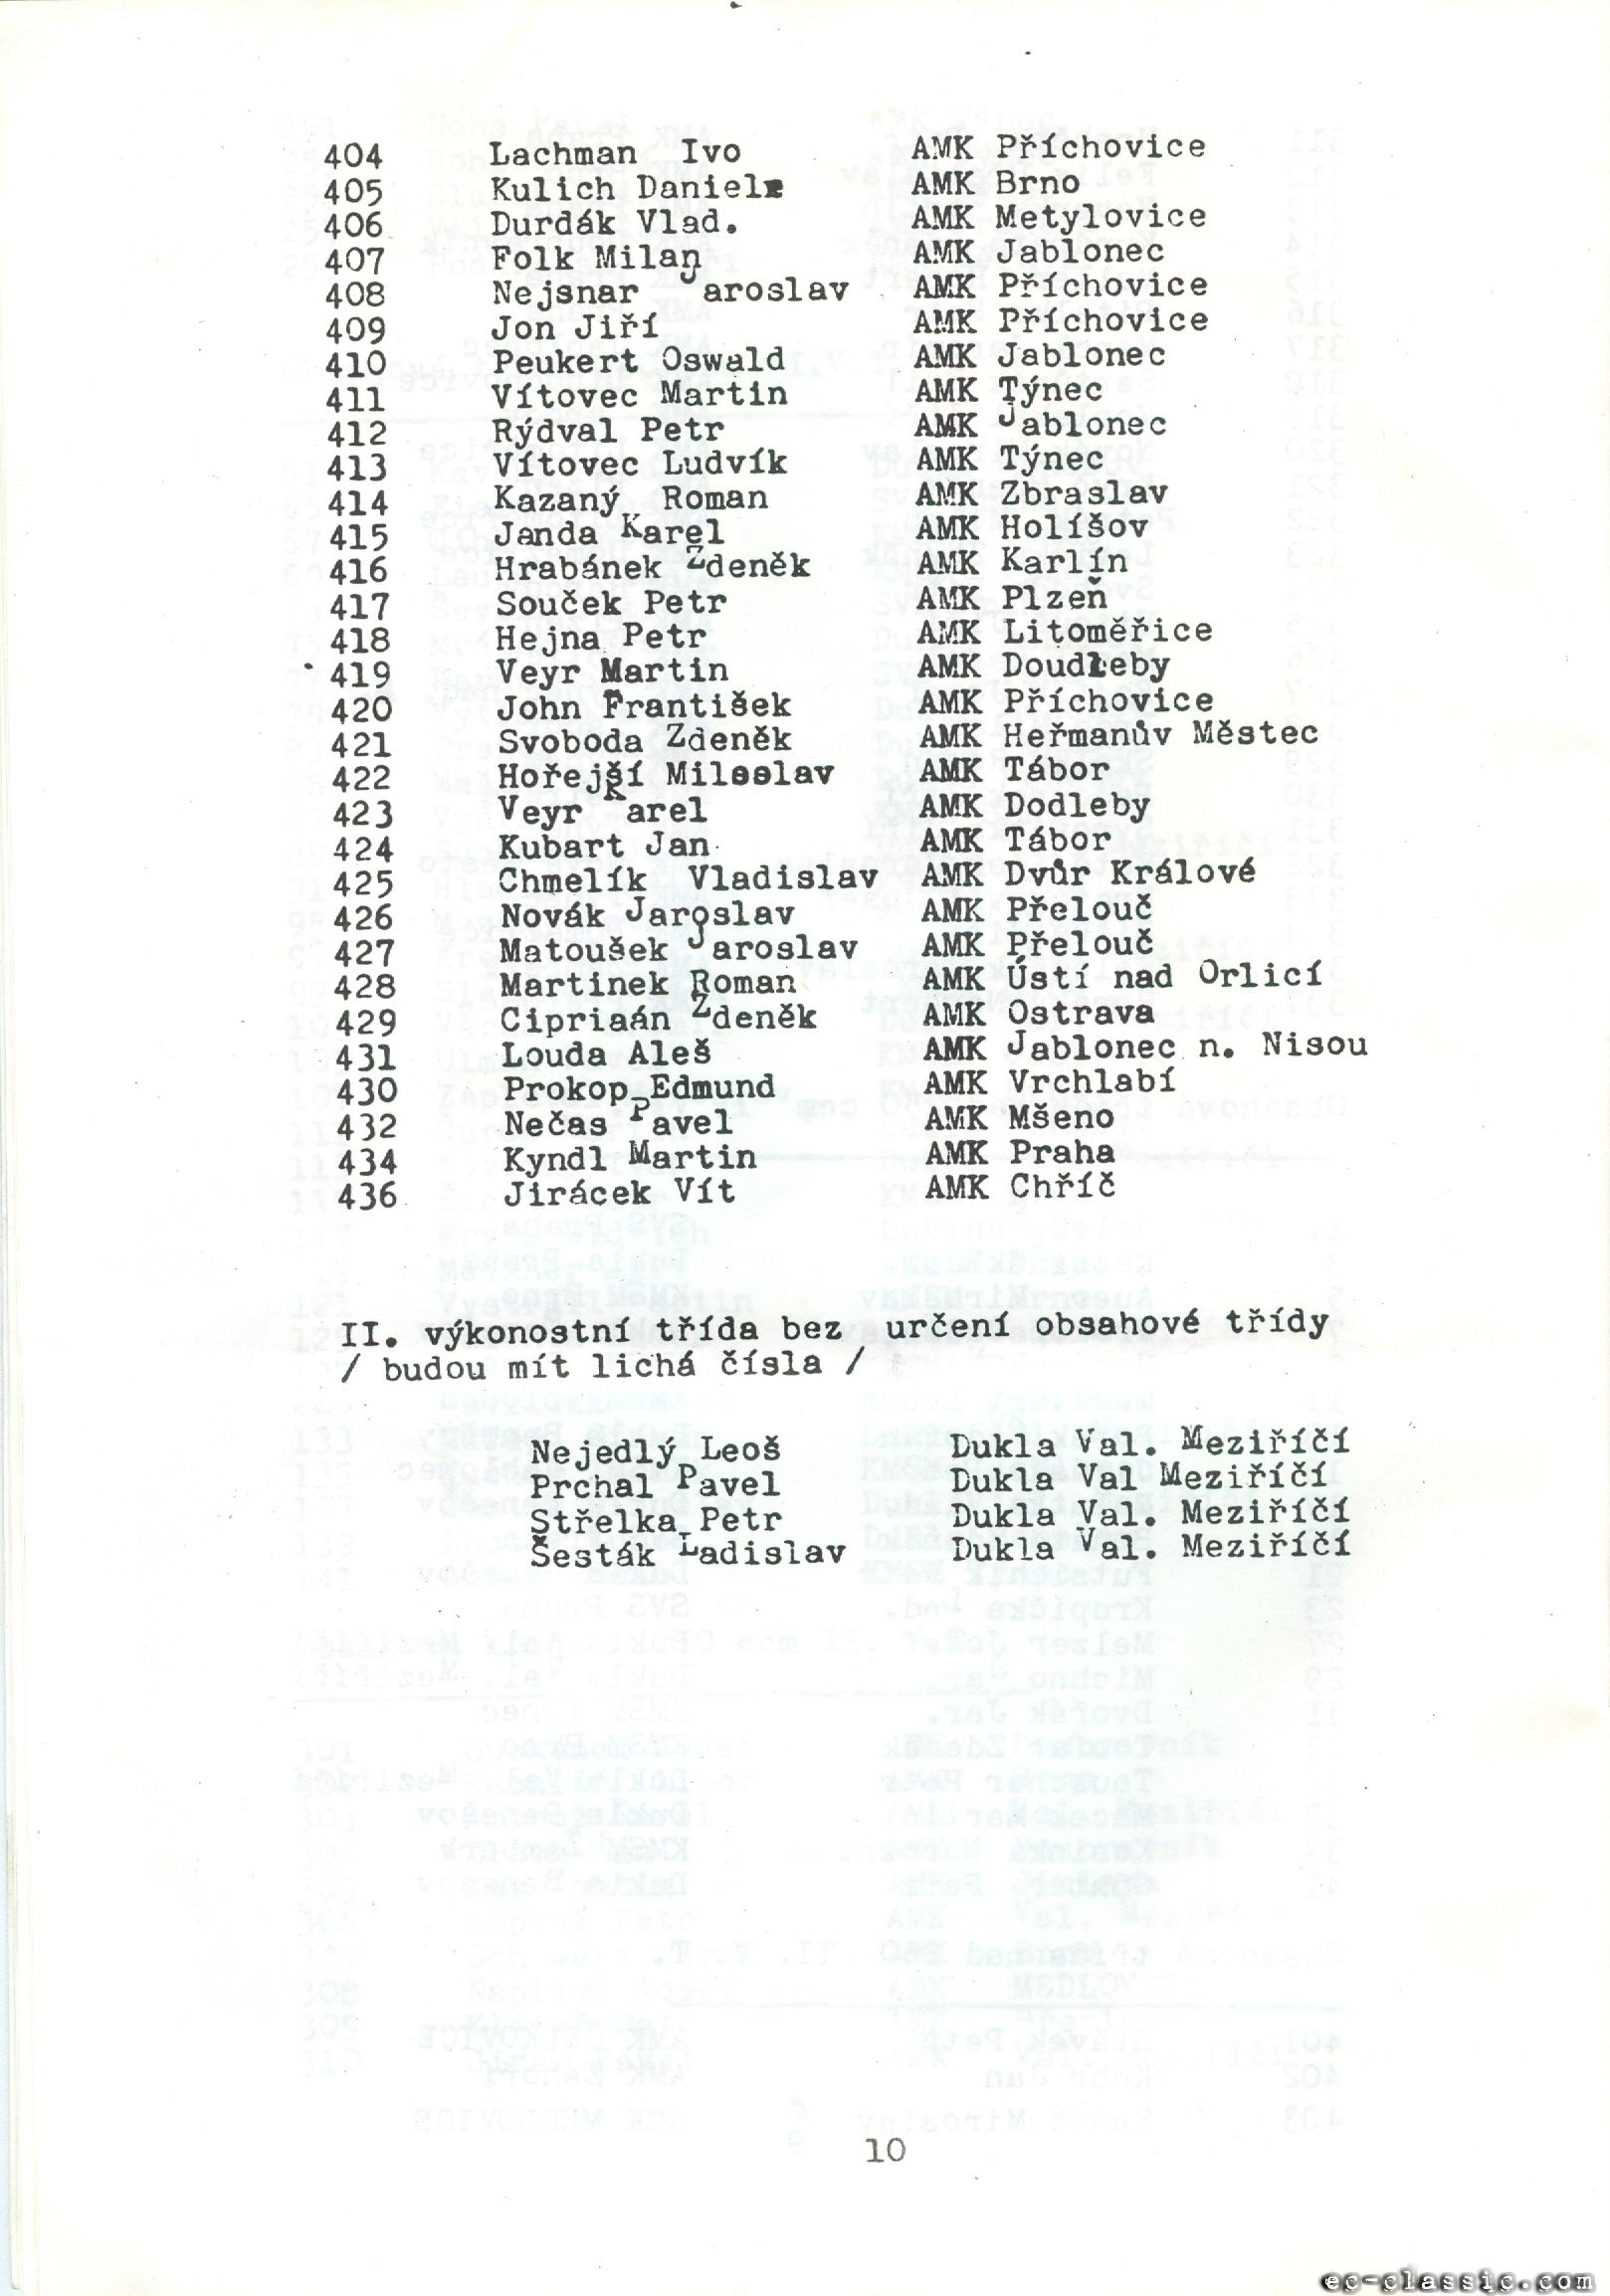 404 Lachman Ivo AMK Příchovice
405 Kulich Daniel AMK Brno
406 Durdák Vlad. AMK Metylovice
407 Folk Milan AMK Jablonec
408 Nejsnar Jaroslav AMK Příchovice
409 Jon Jiří AMK Příchovice
410 Peukert Oswald AMK Jablonec
411 Vítovec Martin AMK Týnec
412 Rýdval Petr AMK Jablonec
413 Vítovec Ludvík AMK Týnec
414 Kazaný Roman AMK Zbraslav
415 Janda Karel AMK Holíšov
416 Hrabánek Zdeněk AMK Karlín
417 Souček Petr AMK Plzeň
418 Hejna Petr AMK Litoměřice
419 Veyr Martin AMK Doudleby
420 John František AMK Příchovice
421 Svoboda Zdeněk AMK Heřmanův Městec
422 Hořejší Miloslav AMK Tábor
423 Veyr Karel AMK Dodleby
424 Kubart Jan AMK Tábor
425 Chmelík Vladislav AMK Dvůr Králové
426 Novák Jaroslav AMK Přelouč
427 Matoušek Jaroslav AMK Přelouč
428 Martinek Roman AMK Ústí nad Orlicí
429 Cipriaán Zdeněk AMK Ostrava
431 Louda Aleš AMK Jablonec n. Nisou
430 Prokop Edmund AMK Vrchlabí
432 Nečas Pavel AMK Mšeno
434 Kyndl Martin AMK Praha
436 Jirácek Vít AMK Chříč
II. výkonostní třída bez určení obsahové třídy
/ budou mít lichá čísla /
Nejedlý Leoš Dukla Val. Meziříčí
Prchal Pavel Dukla Val Meziříčí
Střelka Petr Dukla Val. Meziříčí
Šesták Ladislav Dukla Val. Meziříčí
10
ec-classic.com